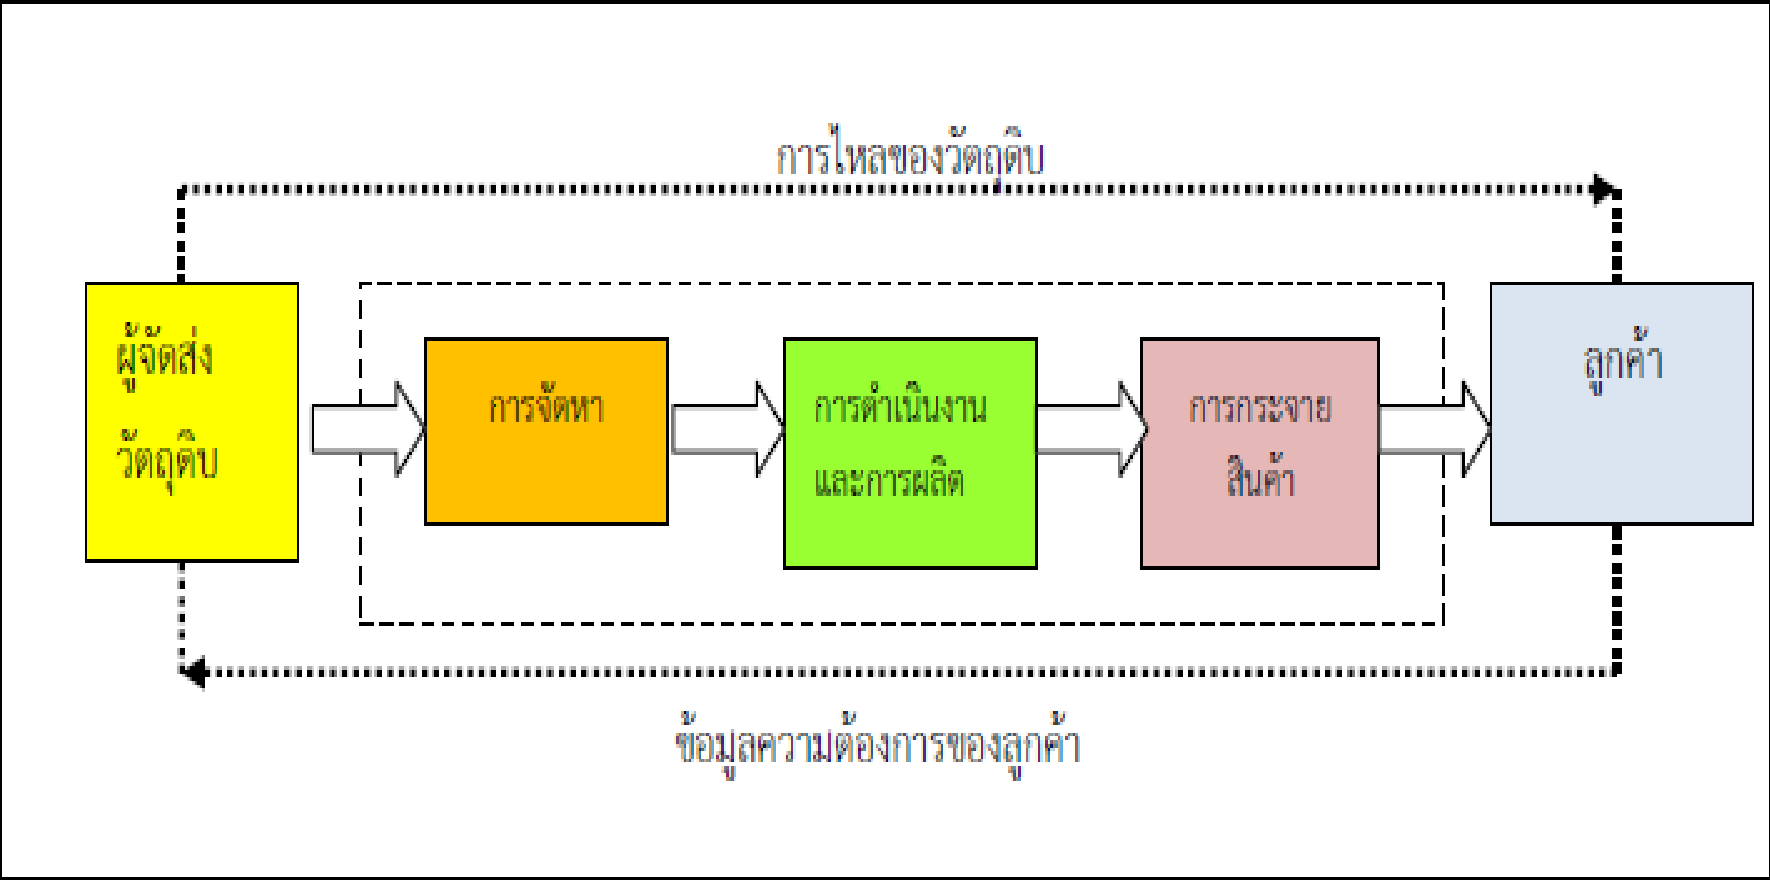 การไหลของวัตถุดิบ
ผู้จัดส่ง
วัตถุดิบ
การจัดหา
การดำเนินงาน
และการผลิต
การกระจาย
สินค้า
ลูกค้า
ข้อมูลความต้องการของลูกค้า